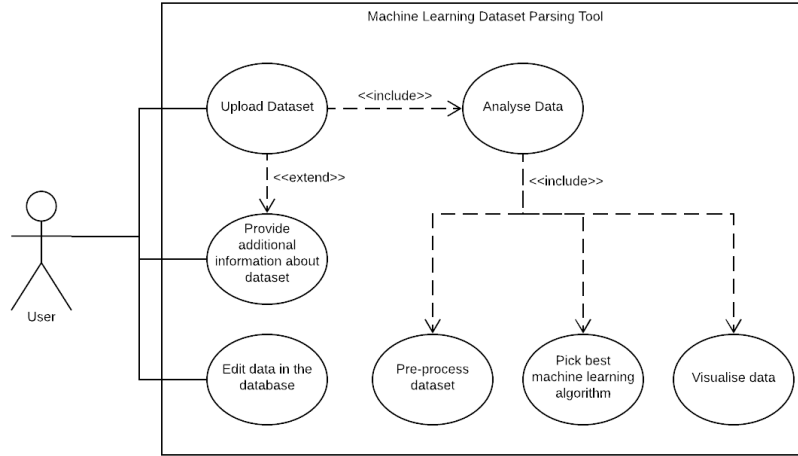 Machine Learning Dataset Parsing Tool
Upload Dataset
<<include>>
Analyse Data
<<extend>>
<<include>>
Provide
additional
information about
dataset
User
Edit data in the
database
Pre-process
dataset
Pick best
machine learning
algorithm
Visualise data